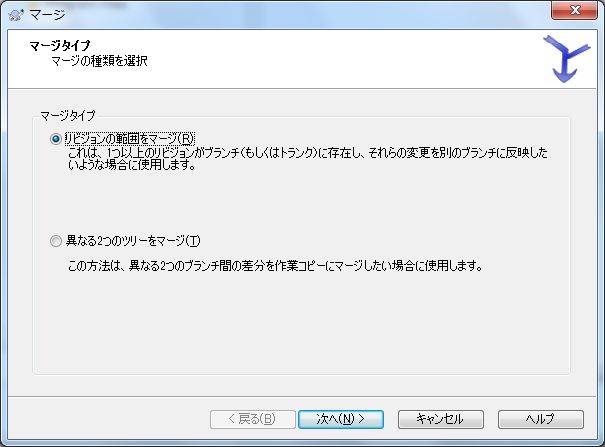 マージ
マージタイプ
マージの種類を選択
マージタイプ
リビジョンの範囲をマージ(R)
これは、1つ以上のリビジョンがブランチ(もしくはトランク)に存在し、それらの変更を別のブランチに反映した
いような場合に使用します。
異なる2つのツリーをマージ(T)
この方法は、異なる2つのブランチ間の差分を作業コピーにマージしたい場合に使用します。
< 戻る(B)
次へ(N) >
キャンセル
ヘルプ